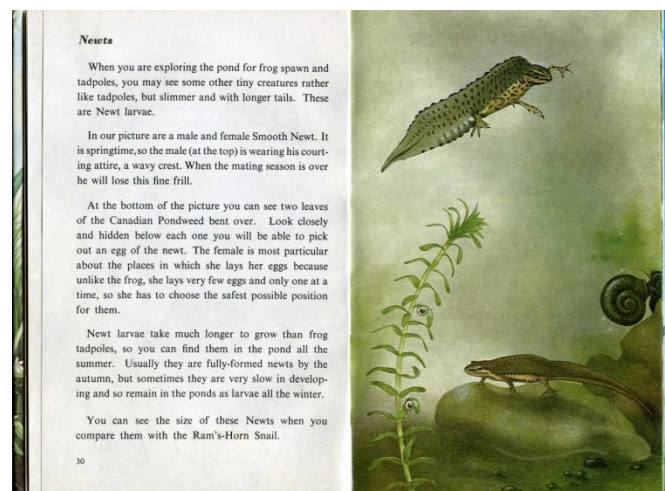 Newts
When you are exploring the pond for frog spawn and
tadpoles, you may see some other tiny creatures rather
like tadpoles, but slimmer and with longer tails. These
are Newt larvae.
In our picture are a male and female Smooth Newt. It
is springtime, so the male (at the top) is wearing his court-
ing attire, a wavy crest. When the mating season is over
he will lose this fine frill.
At the bottom of the picture you can see two leaves
of the Canadian Pondweed bent over. Look closely
and hidden below each one you will be able to pick
out an egg of the newt. The female is most particular
about the places in which she lays her eggs because
unlike the frog, she lays very few eggs and only one at a
time, so she has to choose the safest possible position
for them.
Newt larvae take much longer to grow than frog
tadpoles, so you can find them in the pond all the
summer. Usually they are fully-formed newts by the
autumn, but sometimes they are very slow in develop-
ing and so remain in the ponds as larvae all the winter.
You can see the size of these Newts when you
compare them with the Ram's-Horn Snail.
30